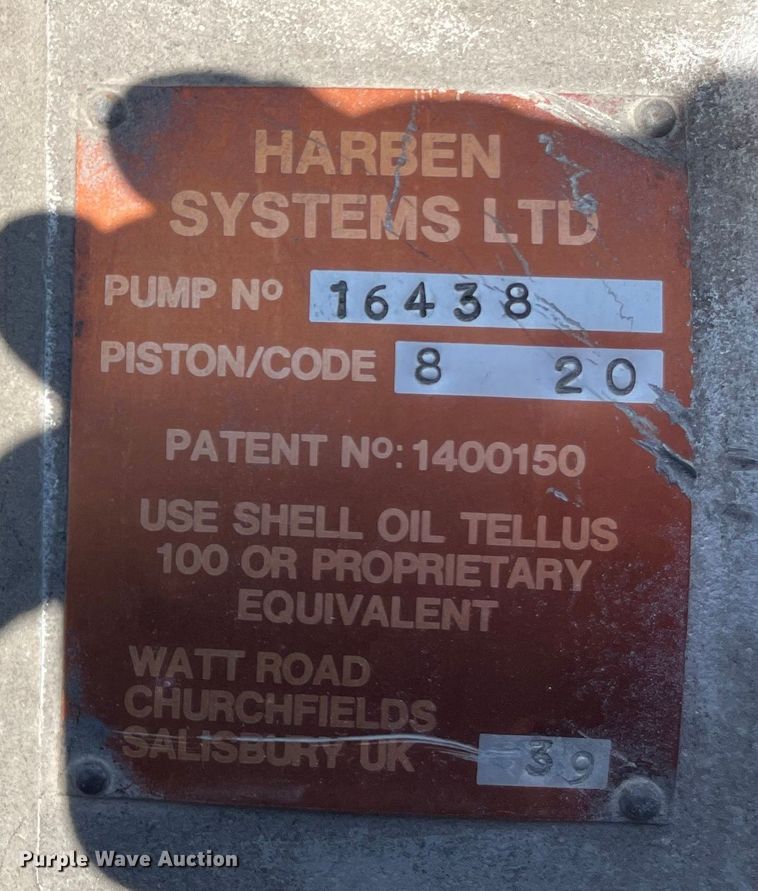 HARBEN
SYSTEMS LTD
PUMP Nº 16438
PISTON/CODE 8 20
PATENT Nº: 1400150
USE SHELL OIL TELLUS
100 OR PROPRIETARY
EQUIVALENT
WATT ROAD
CHURCHFIELDS
SALISBURY UK 39
Purple Wave Auction